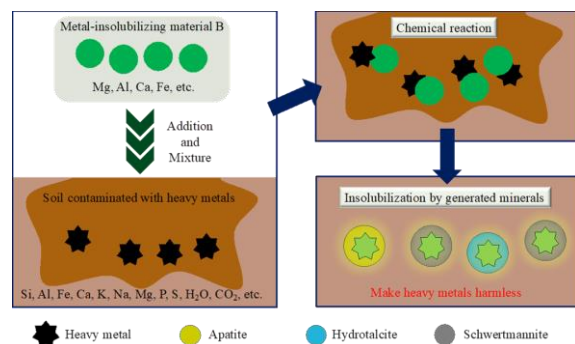 Metal-insolubilizing material B
Mg, Al, Ca, Fe, etc.
Addition
and
Mixture
Soil contaminated with heavy metals
Si, Al, Fe, Ca, K, Na, Mg, P, S, H₂O, CO₂, etc.
Chemical reaction
Insolubilization by generated minerals
Make heavy metals harmless
Heavy metal
Apatite
Hydrotalcite
Schwertmannite